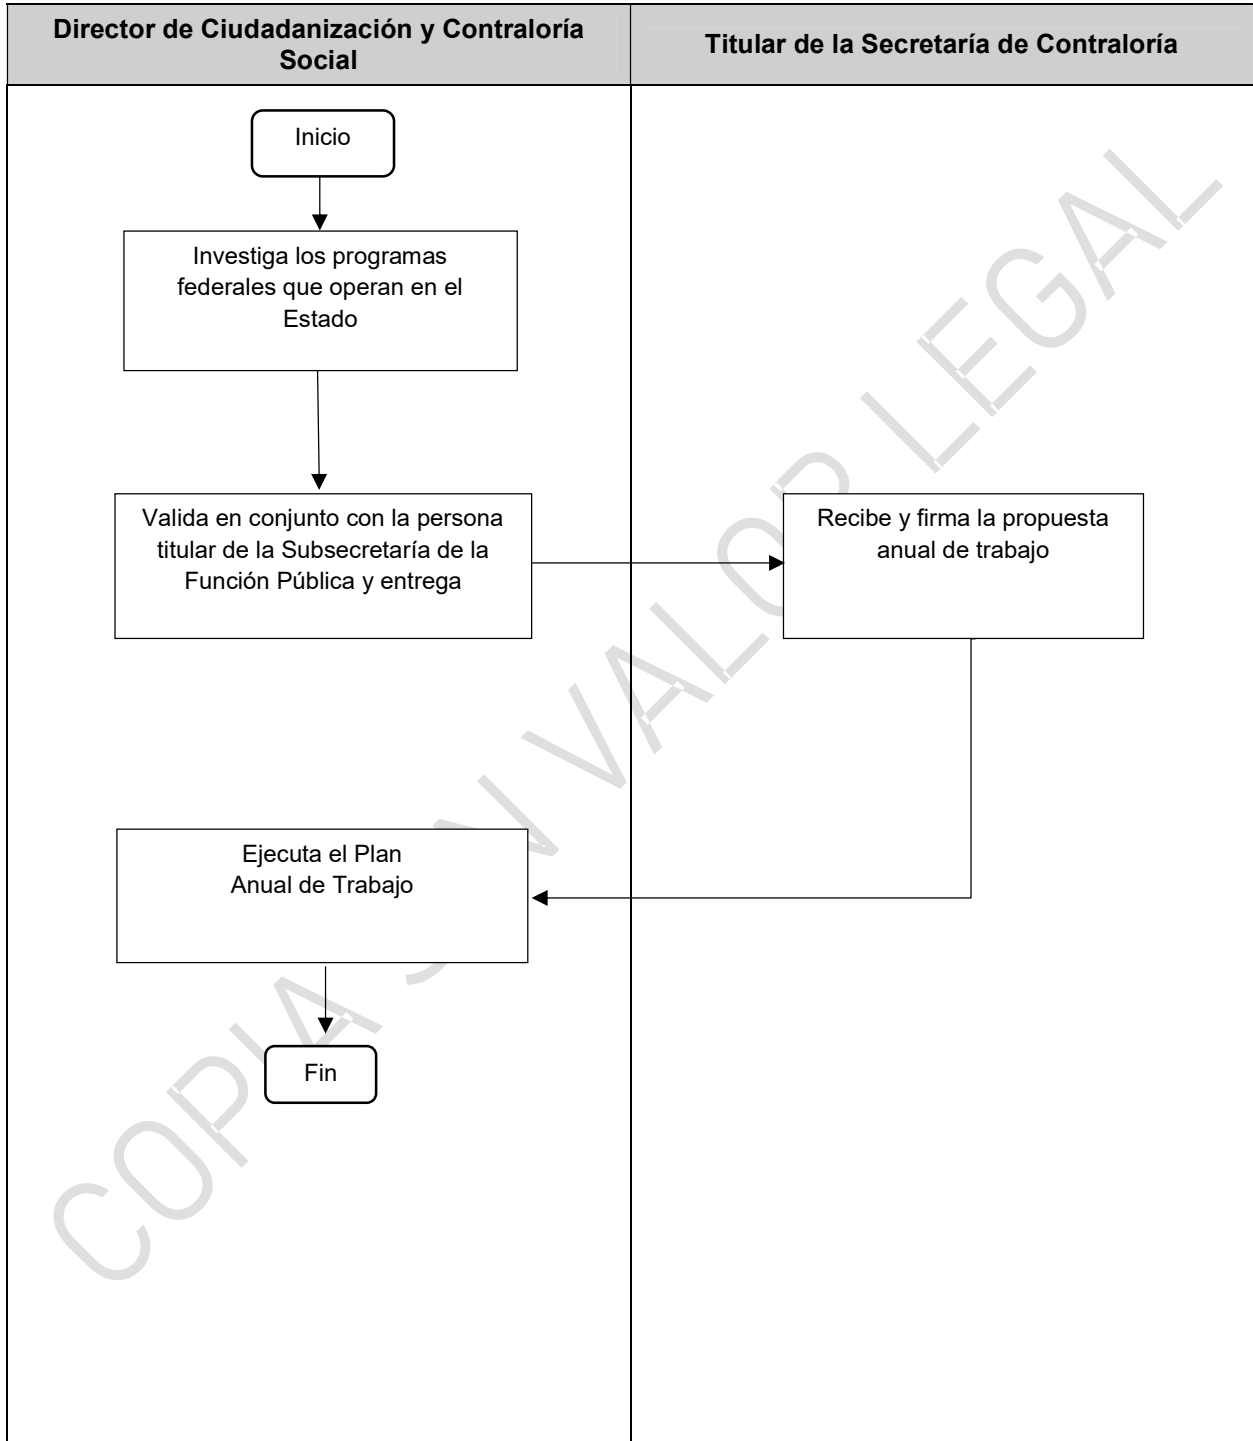 Director de Ciudadanización y Contraloría
Social
Titular de la Secretaría de Contraloría
Inicio
Investiga los programas
federales que operan en el
Estado
Valida en conjunto con la persona
titular de la Subsecretaría de la
Función Pública y entrega
Recibe y firma la propuesta
anual de trabajo
Ejecuta el Plan
Anual de Trabajo
Fin
COPIA SIN VALOR LEGAL